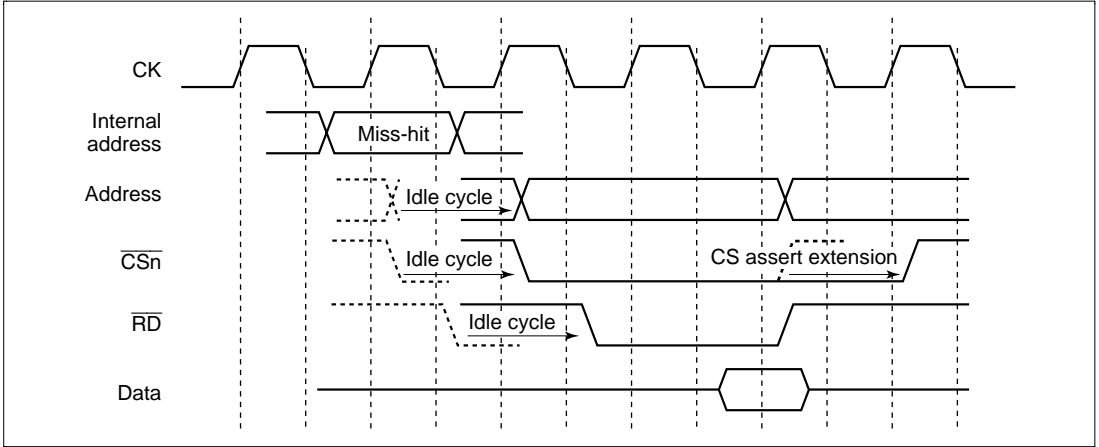 CK
Internal
address
Miss-hit
Address
Idle cycle
CSn
Idle cycle
CS assert extension
RD
Idle cycle
Data